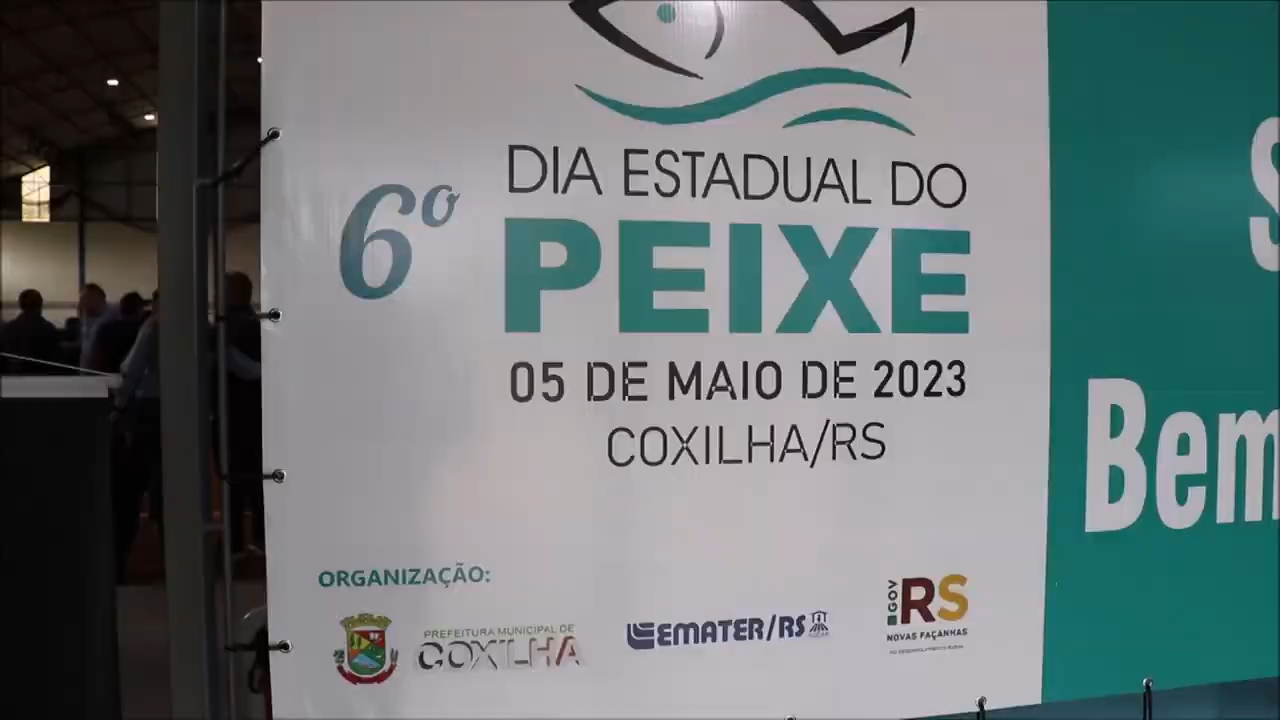 6º
DIA ESTADUAL DO
PEIXE
05 DE MAIO DE 2023
COXILHA/RS
Bem
ORGANIZAÇÃO:
PREFEITURA MUNICIPAL DE
COXILHA
EMATER/RS
GOV
RS
NOVAS FAÇANHAS